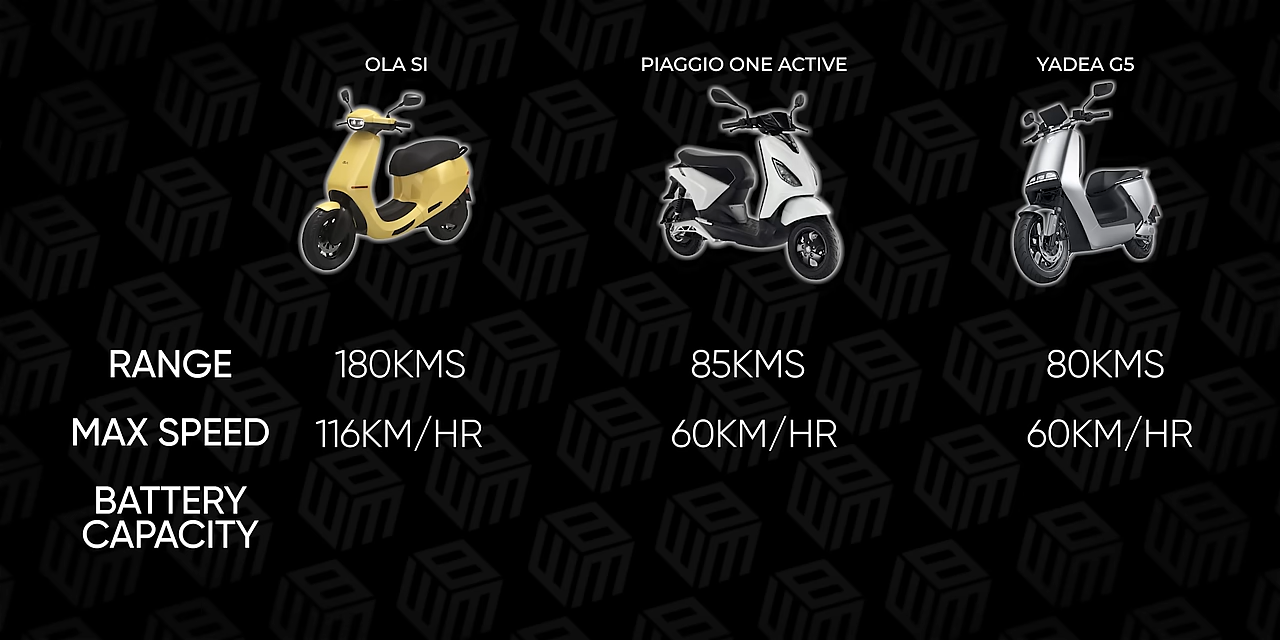 OLA SI
PIAGGIO ONE ACTIVE
YADEA G5
RANGE 180KMS 85KMS 80KMS
MAX SPEED 116KM/HR 60KM/HR 60KM/HR
BATTERY
CAPACITY